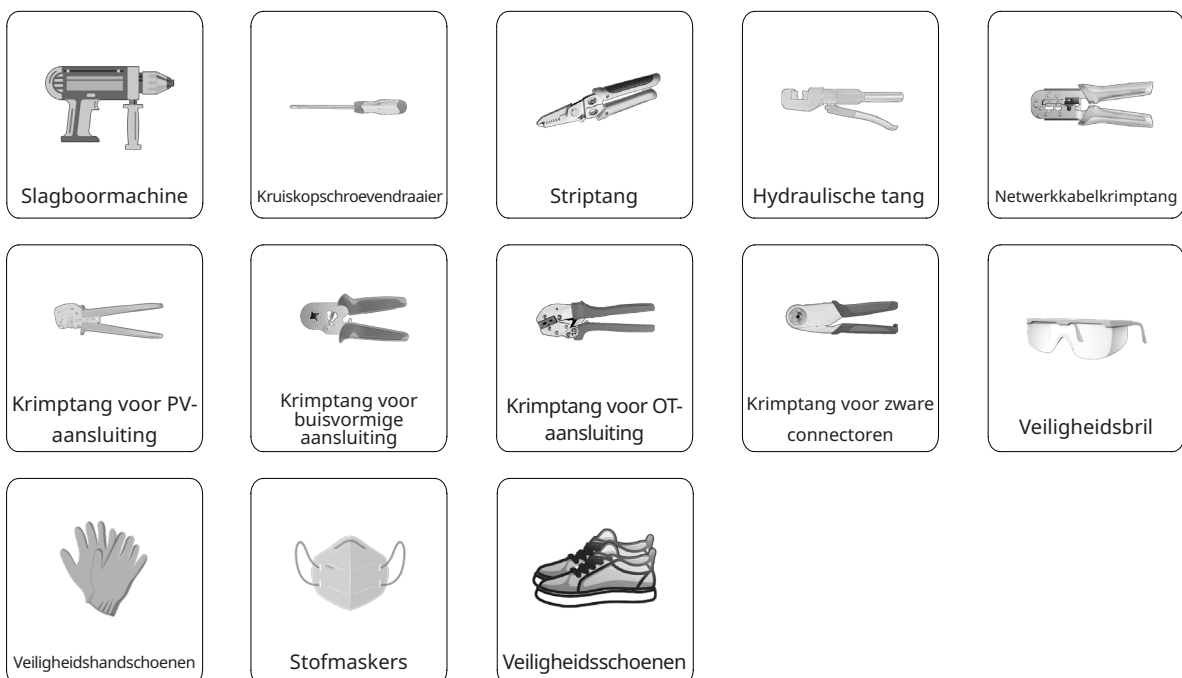 Slagboormachine
Kruiskopschroevendraaier
Striptang
Hydraulische tang
Netwerkkabelkrimptang
Krimptang voor PV-
aansluiting
Krimptang voor
buisvormige
aansluiting
Krimptang voor OT-
aansluiting
Krimptang voor zware
connectoren
Veiligheidsbril
Veiligheidshandschoenen
Stofmaskers
Veiligheidsschoenen